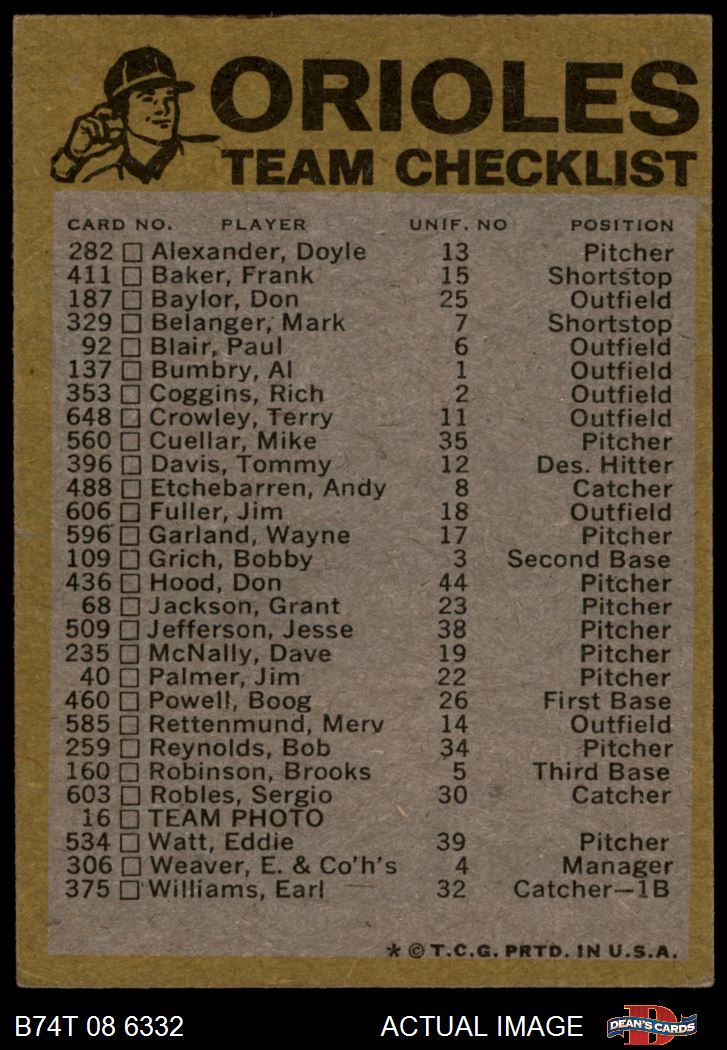 ORIOLES
TEAM CHECKLIST
CARD NO. PLAYER UNIF. NO POSITION
282 Alexander, Doyle 13 Pitcher
411 Baker, Frank 15 Shortstop
187 Baylor, Don 25 Outfield
329 Belanger, Mark 7 Shortstop
92 Blair, Paul 6 Outfield
137 Bumbry, Al 1 Outfield
353 Coggins, Rich 2 Outfield
648 Crowley, Terry 11 Outfield
560 Cuellar, Mike 35 Pitcher
396 Davis, Tommy 12 Des. Hitter
488 Etchebarren, Andy 8 Catcher
606 Fuller, Jim 18 Outfield
596 Garland, Wayne 17 Pitcher
109 Grich, Bobby 3 Second Base
436 Hood, Don 44 Pitcher
68 Jackson, Grant 23 Pitcher
509 Jefferson, Jesse 38 Pitcher
235 McNally, Dave 19 Pitcher
40 Palmer, Jim 22 Pitcher
460 Powell, Boog 26 First Base
585 Rettenmund, Merv 14 Outfield
259 Reynolds, Bob 34 Pitcher
160 Robinson, Brooks 5 Third Base
603 Robles, Sergio 30 Catcher
16 TEAM PHOTO
534 Watt, Eddie 39 Pitcher
306 Weaver, E. & Co'h's 4 Manager
375 Williams, Earl 32 Catcher—1B
* © T.C.G. PRTD. IN U.S.A.
B74T 08 6332 ACTUAL IMAGE DEAN'S CARDS